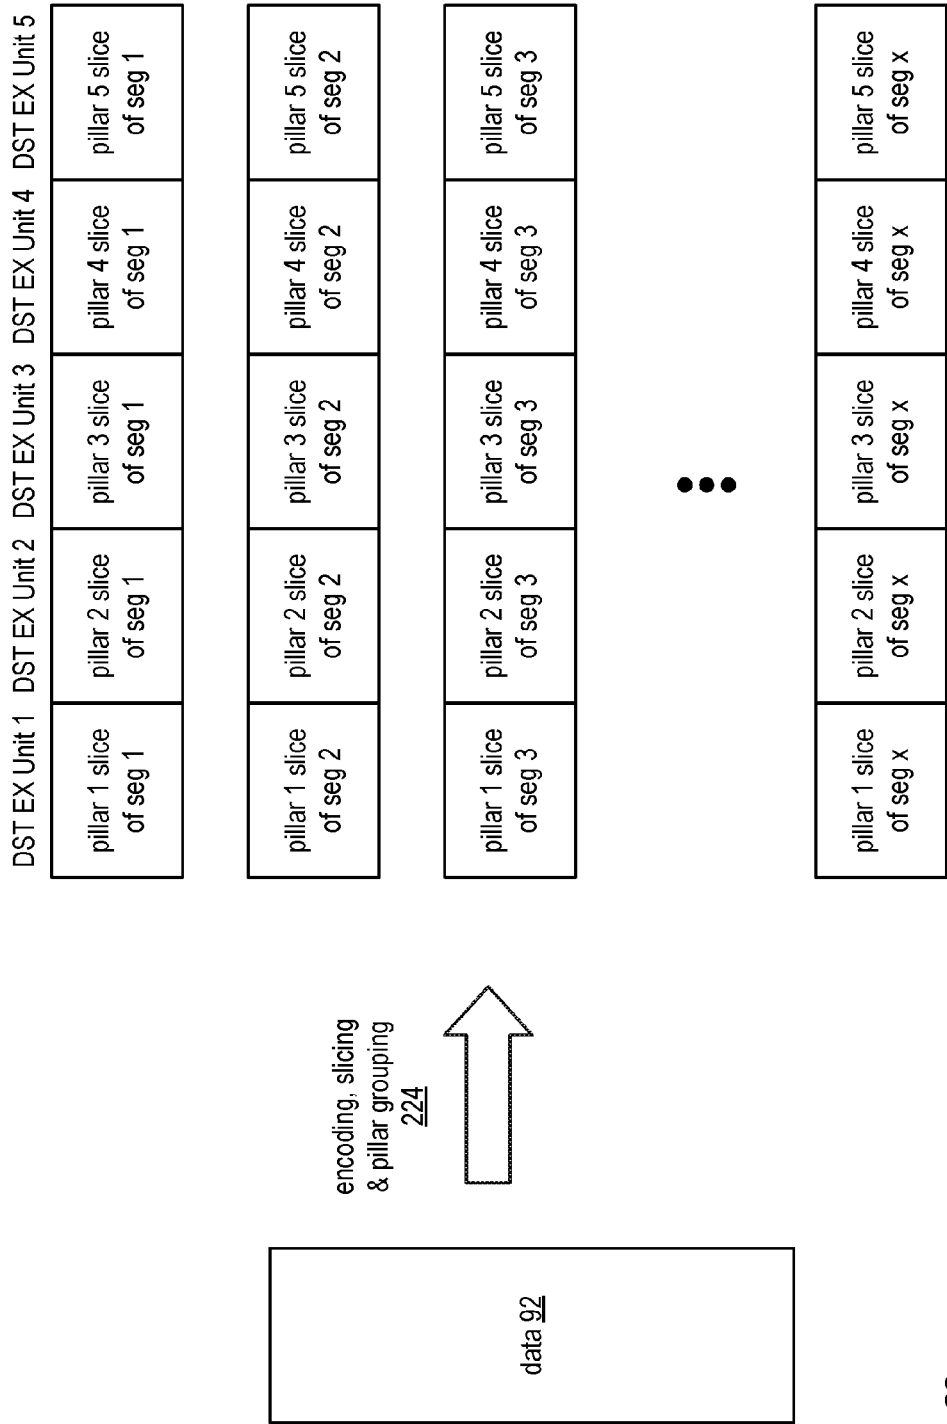 DST EX Unit 1
DST EX Unit 2
DST EX Unit 3
DST EX Unit 4
DST EX Unit 5
pillar 1 slice
of seg 1
pillar 2 slice
of seg 1
pillar 3 slice
of seg 1
pillar 4 slice
of seg 1
pillar 5 slice
of seg 1
pillar 1 slice
of seg 2
pillar 2 slice
of seg 2
pillar 3 slice
of seg 2
pillar 4 slice
of seg 2
pillar 5 slice
of seg 2
encoding, slicing
& pillar grouping
224
data 92
pillar 1 slice
of seg 3
pillar 2 slice
of seg 3
pillar 3 slice
of seg 3
pillar 4 slice
of seg 3
pillar 5 slice
of seg 3
pillar 1 slice
of seg x
pillar 2 slice
of seg x
pillar 3 slice
of seg x
pillar 4 slice
of seg x
pillar 5 slice
of seg x